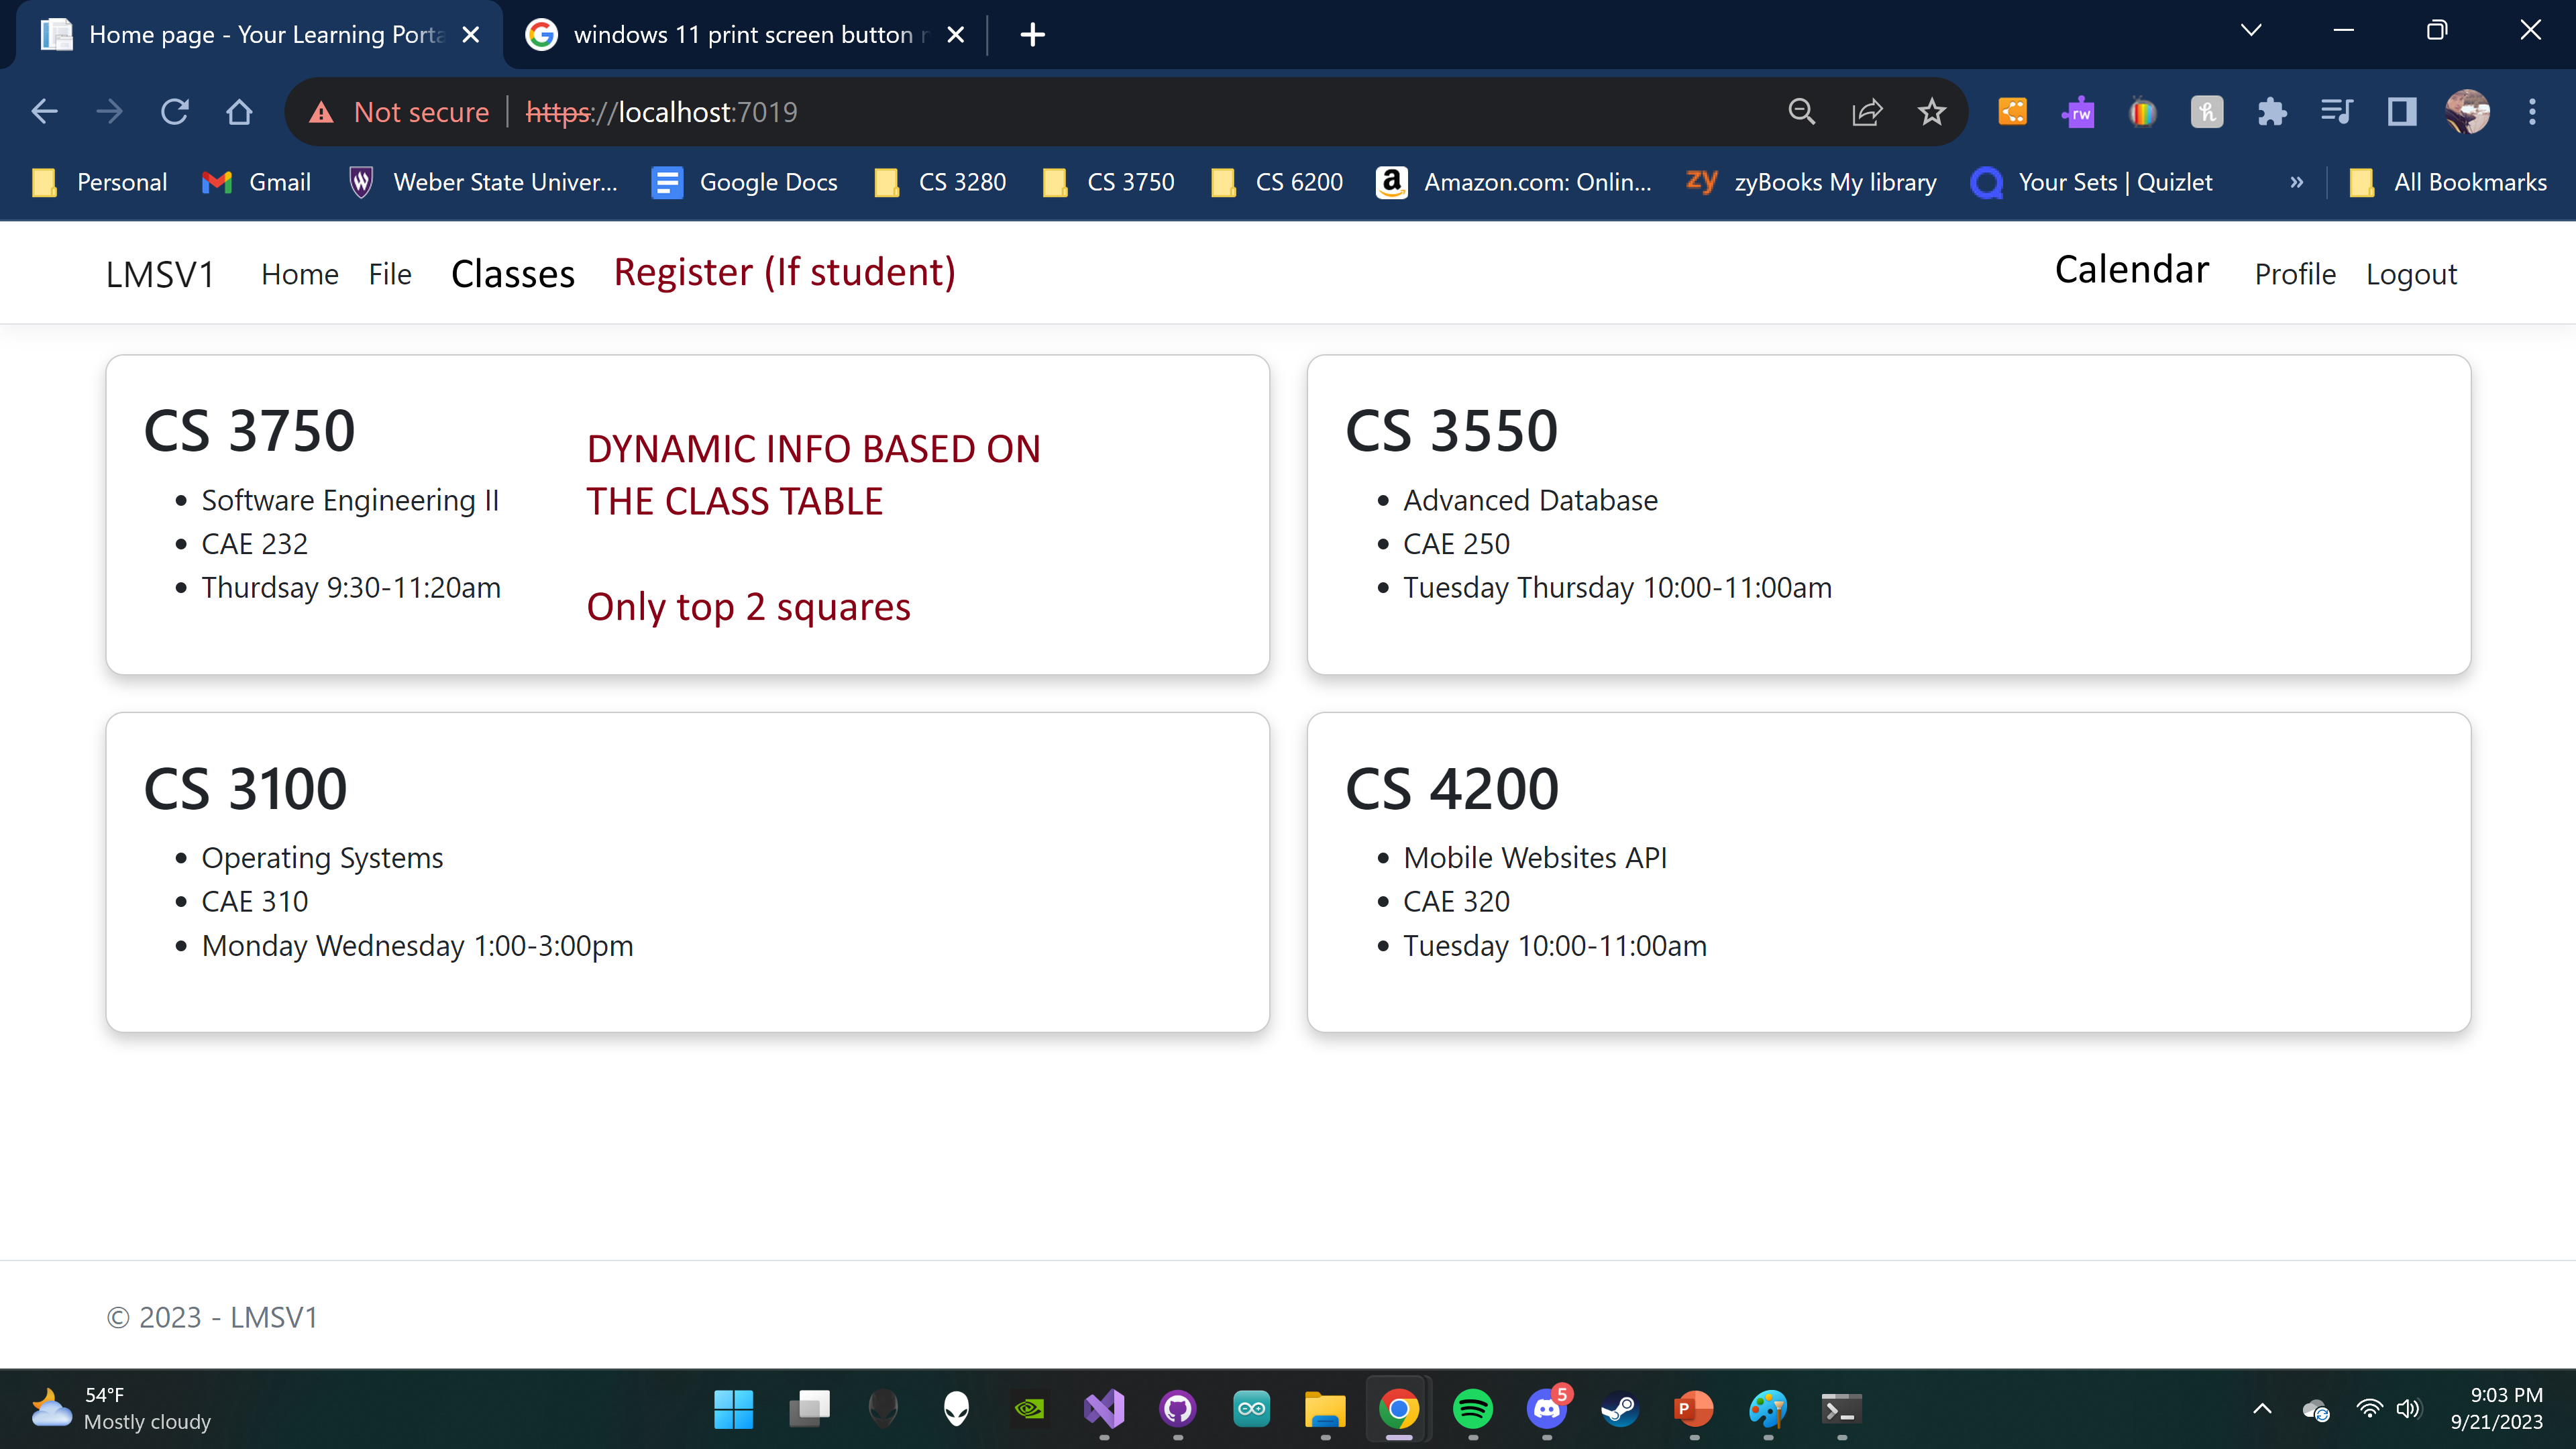 Home page - Your Learning Porta
windows 11 print screen button
Not secure https://localhost:7019
Personal Gmail Weber State Univer... Google Docs CS 3280 CS 3750 CS 6200 Amazon.com: Onlin... zyBooks My library Your Sets | Quizlet » All Bookmarks
LMSV1 Home File Classes Register (If student) Calendar Profile Logout
CS 3750
Software Engineering II
CAE 232
Thurdsay 9:30-11:20am
DYNAMIC INFO BASED ON
THE CLASS TABLE
Only top 2 squares
CS 3550
Advanced Database
CAE 250
Tuesday Thursday 10:00-11:00am
CS 3100
Operating Systems
CAE 310
Monday Wednesday 1:00-3:00pm
CS 4200
Mobile Websites API
CAE 320
Tuesday 10:00-11:00am
© 2023 - LMSV1
54°F
Mostly cloudy
5
9:03 PM
9/21/2023